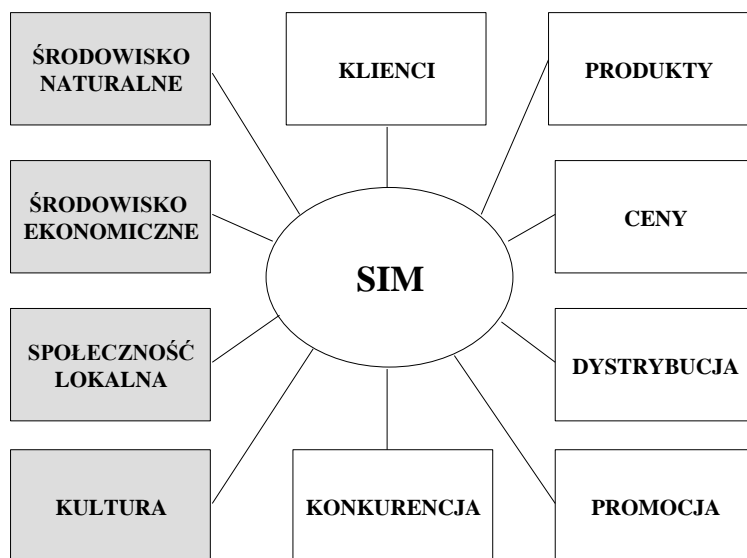 ŚRODOWISKO
NATURALNE
KLIENCI
PRODUKTY
ŚRODOWISKO
EKONOMICZNE
CENY
SIM
SPOŁECZNOŚĆ
LOKALNA
DYSTRYBUCJA
KULTURA
KONKURENCJA
PROMOCJA